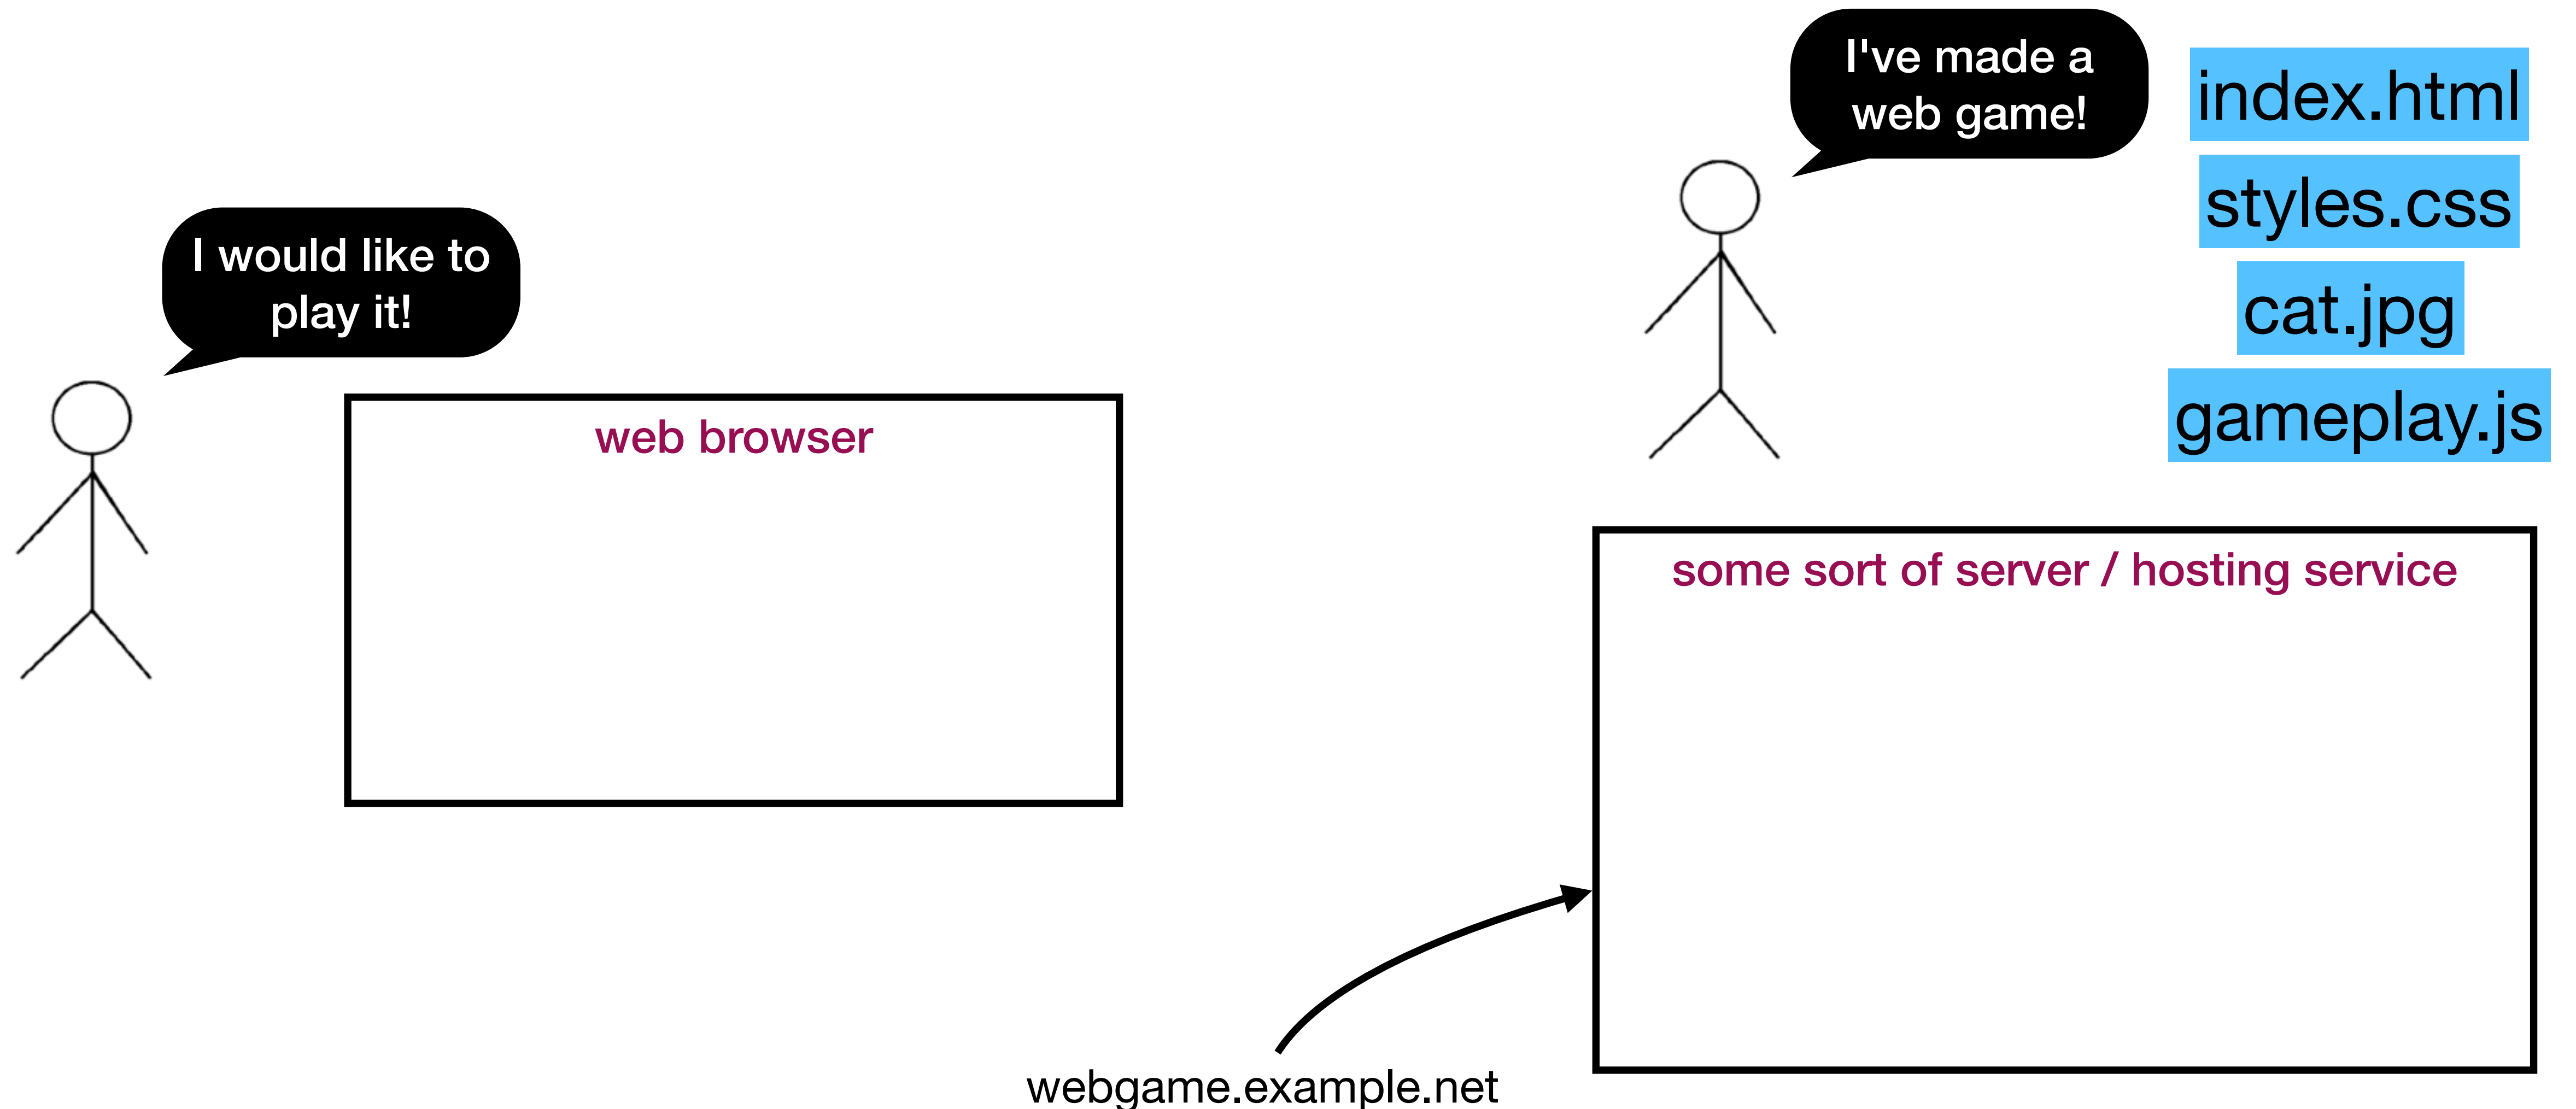 I've made a
web game!
index.html
styles.css
cat.jpg
gameplay.js
I would like to
play it!
web browser
some sort of server / hosting service
webgame.example.net